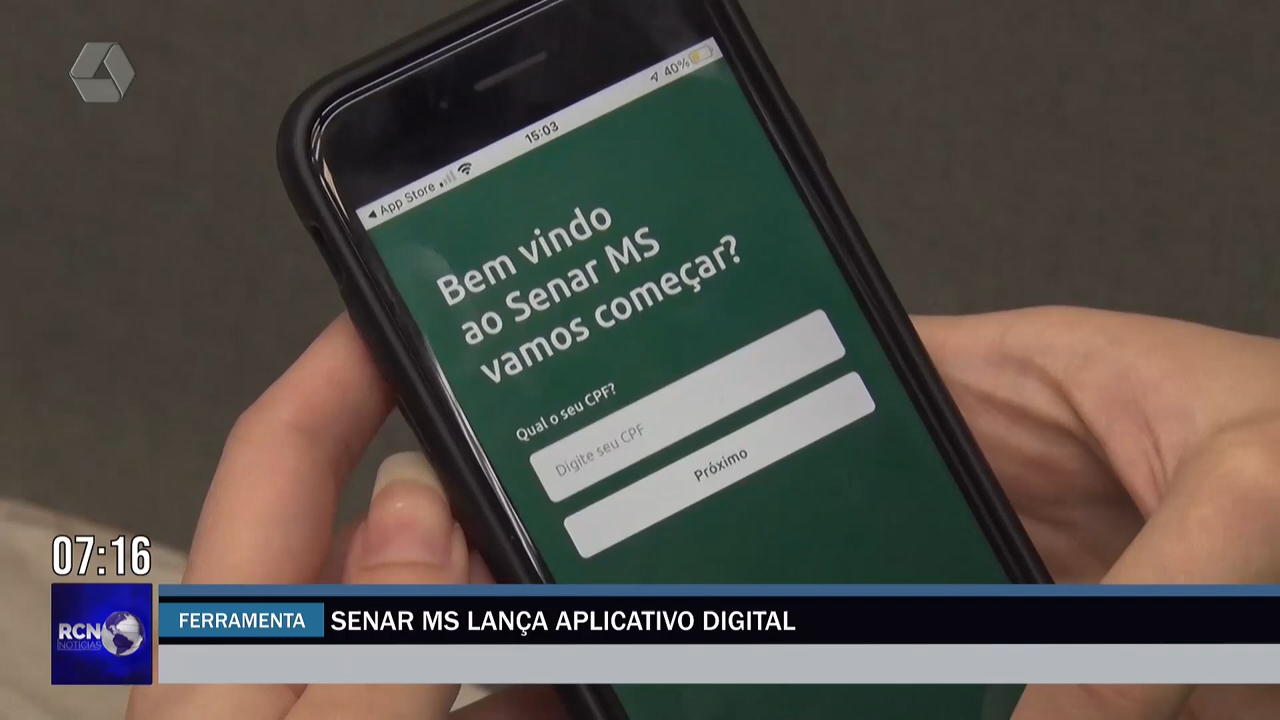 40%
15:03
App Store
Bem vindo
ao Senar MS
vamos começar?
Qual o seu CPF?
Digite seu CPF
Próximo
07:16
RCN
NOTÍCIAS
FERRAMENTA
SENAR MS LANÇA APLICATIVO DIGITAL